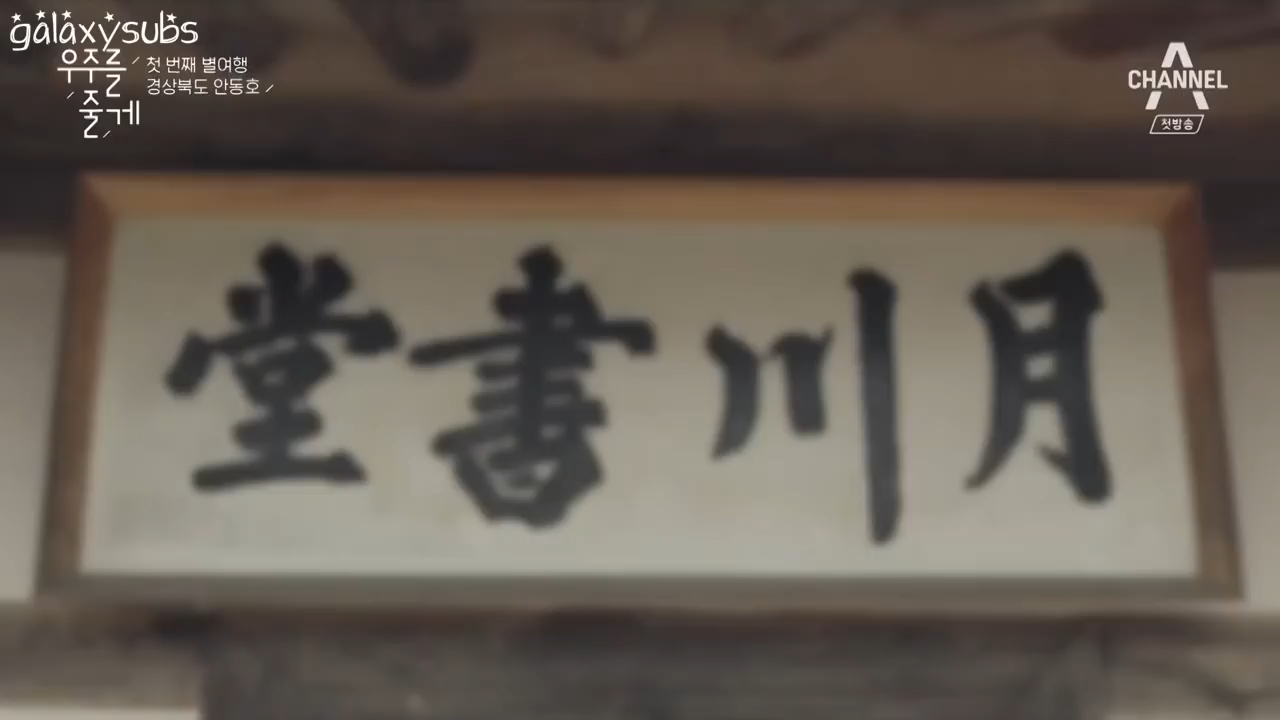 galaxysubs
우주를
줄게
첫 번째 별여행
경상북도 안동호
CHANNEL A
첫방송
月川書堂